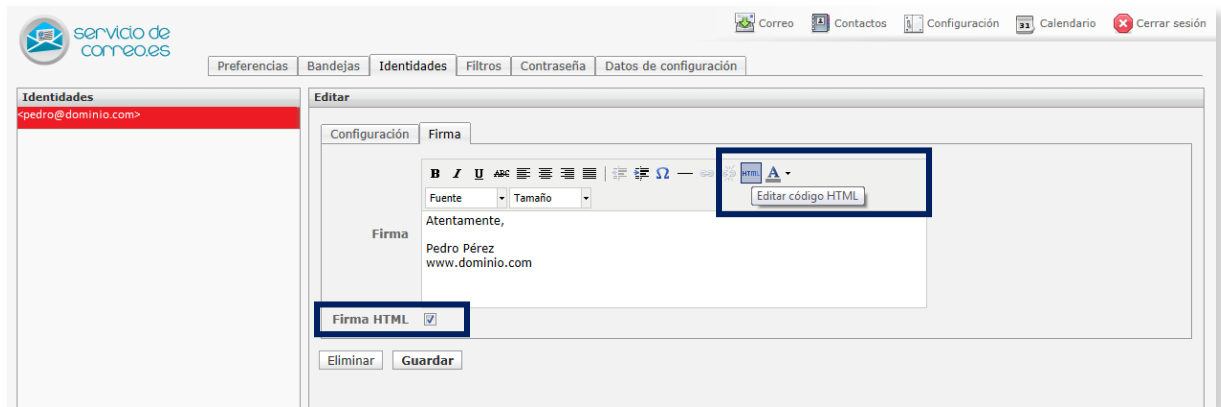 servicio de
correo.es
Correo Contactos Configuración 31 Calendario Cerrar sesión
Preferencias Bandejas Identidades Filtros Contraseña Datos de configuración
Identidades
<pedro@dominio.com>
Editar
Configuración Firma
B I U ABC Ω HTML A
Fuente Tamaño
Editar código HTML
Firma
Atentamente,
Pedro Pérez
www.dominio.com
Firma HTML
Eliminar Guardar